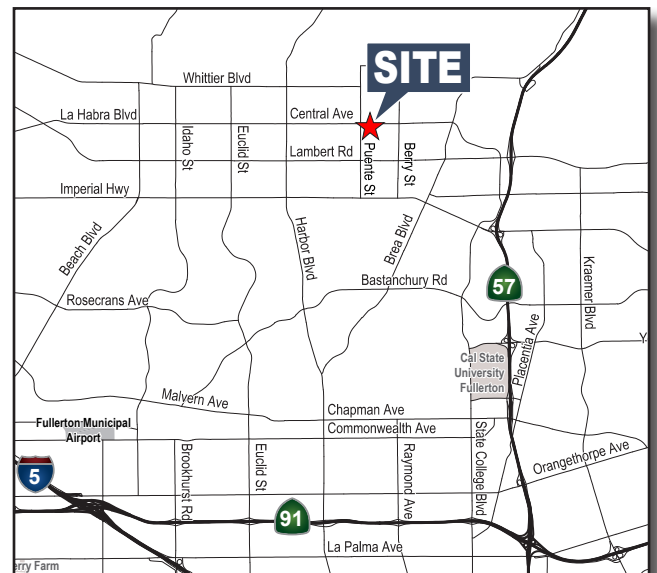 SITE
Whittier Blvd
La Habra Blvd
Central Ave
Idaho St
Euclid St
Lambert Rd
Puente St
Berry St
Imperial Hwy
Beach Blvd
Harbor Blvd
Brea Blvd
Bastanchury Rd
57
Kraemer Blvd
Rosecrans Ave
Placentia Ave
Y
Cal State
University
Fullerton
Malvern Ave
Chapman Ave
Fullerton Municipal
Airport
Commonwealth Ave
State College Blvd
Orangethorpe Ave
5
Brookhurst Rd
Euclid St
Raymond Ave
91
La Palma Ave
erry Farm